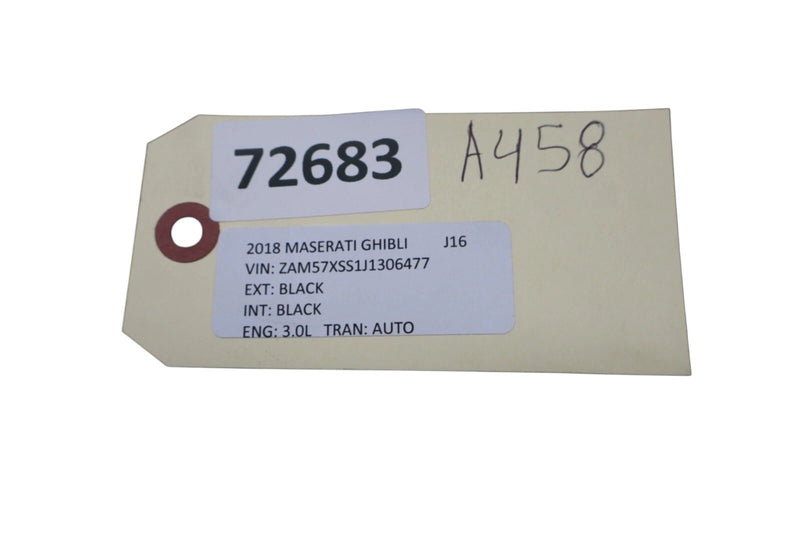 72683
A458
2018 MASERATI GHIBLI J16
VIN: ZAM57XSS1J1306477
EXT: BLACK
INT: BLACK
ENG: 3.0L TRAN: AUTO